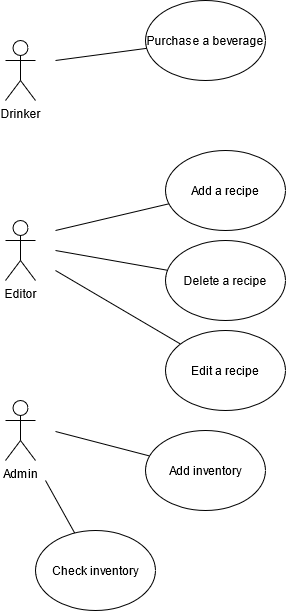 Purchase a beverage
Drinker
Add a recipe
Delete a recipe
Editor
Edit a recipe
Add inventory
Admin
Check inventory